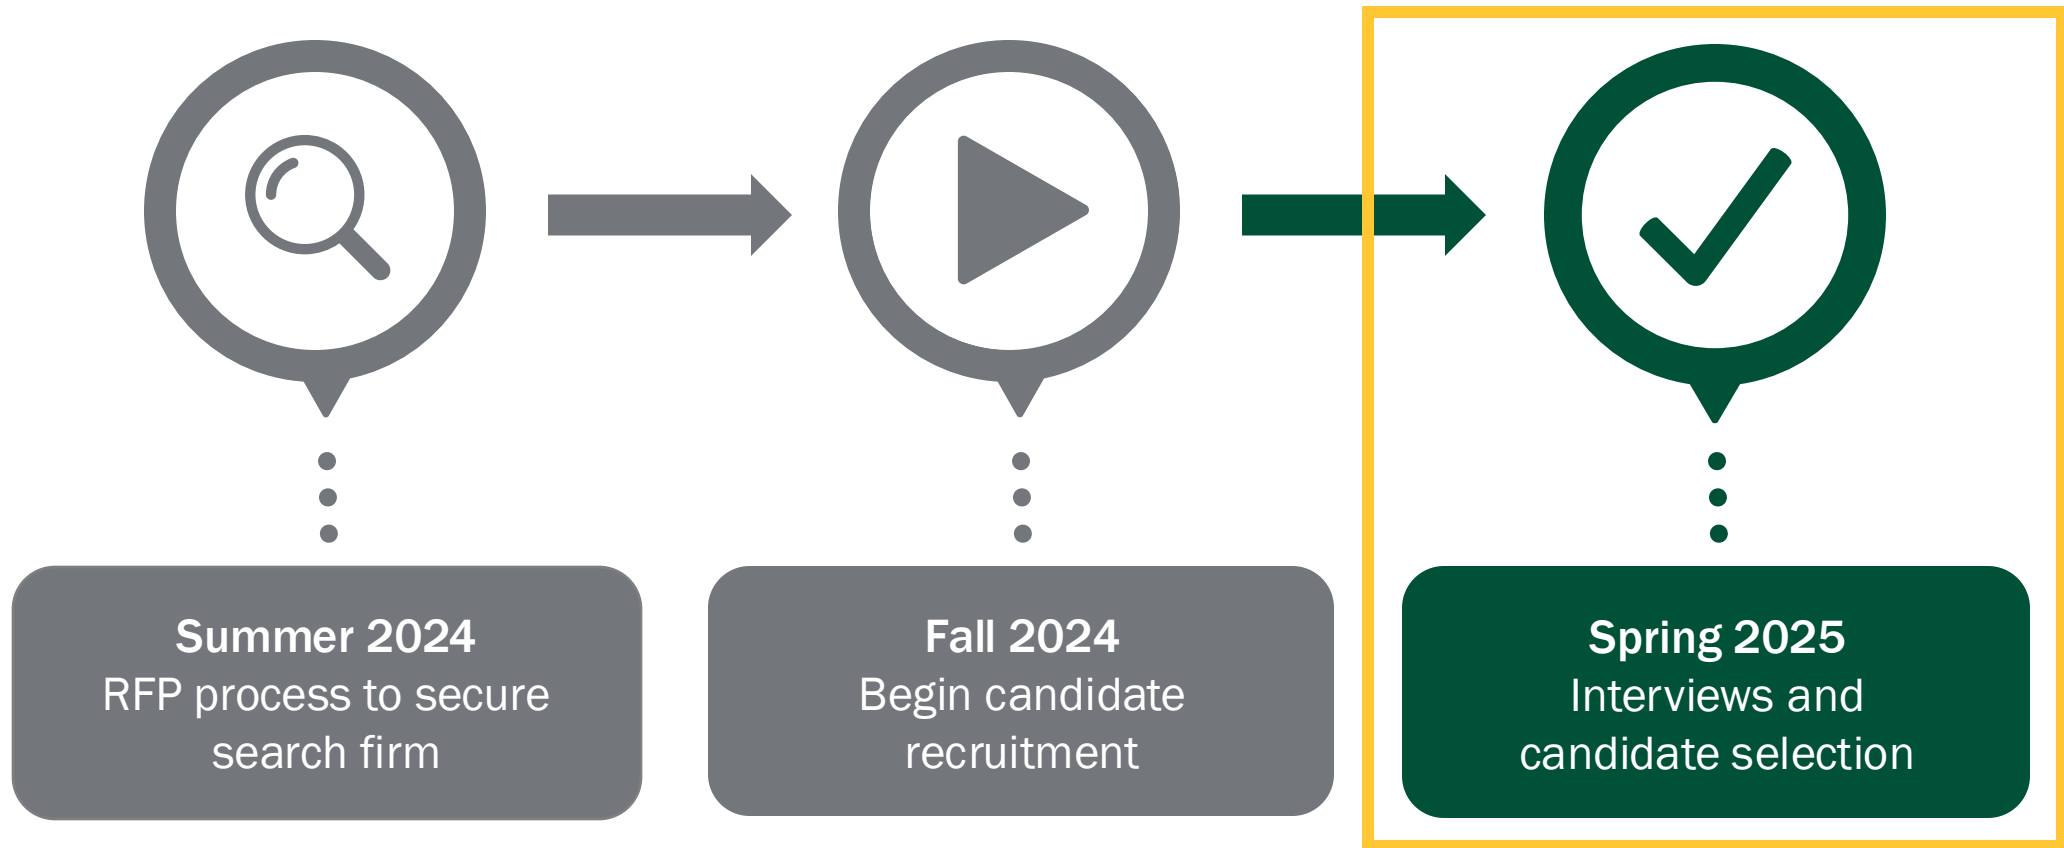 Summer 2024
RFP process to secure
search firm
Fall 2024
Begin candidate
recruitment
Spring 2025
Interviews and
candidate selection